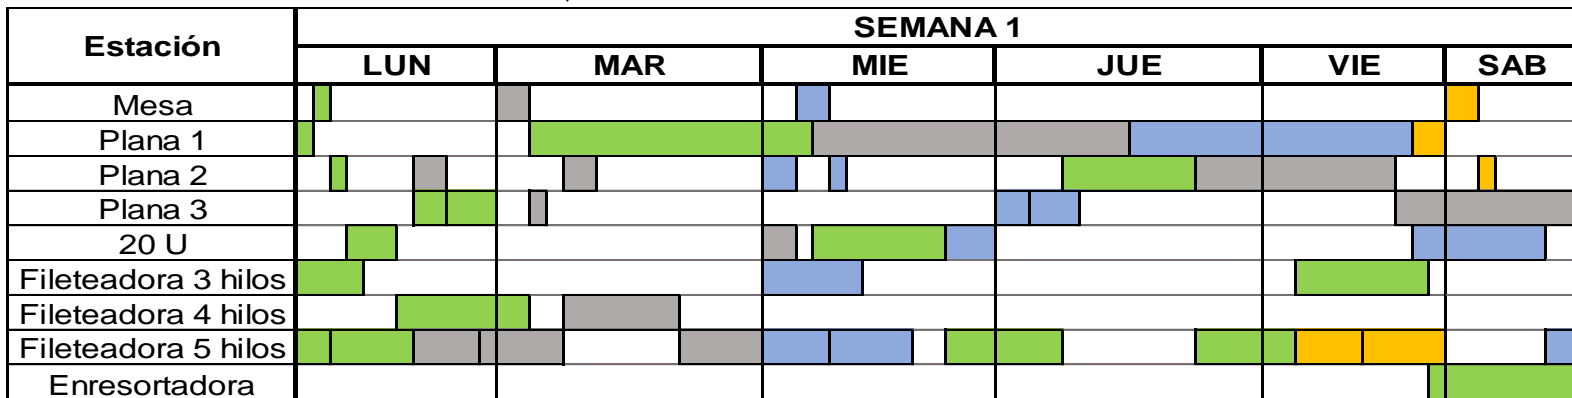 SEMANA 1
Estación
LUN MAR MIE JUE VIE SAB
Mesa
Plana 1
Plana 2
Plana 3
20 U
Fileteadora 3 hilos
Fileteadora 4 hilos
Fileteadora 5 hilos
Enresortadora